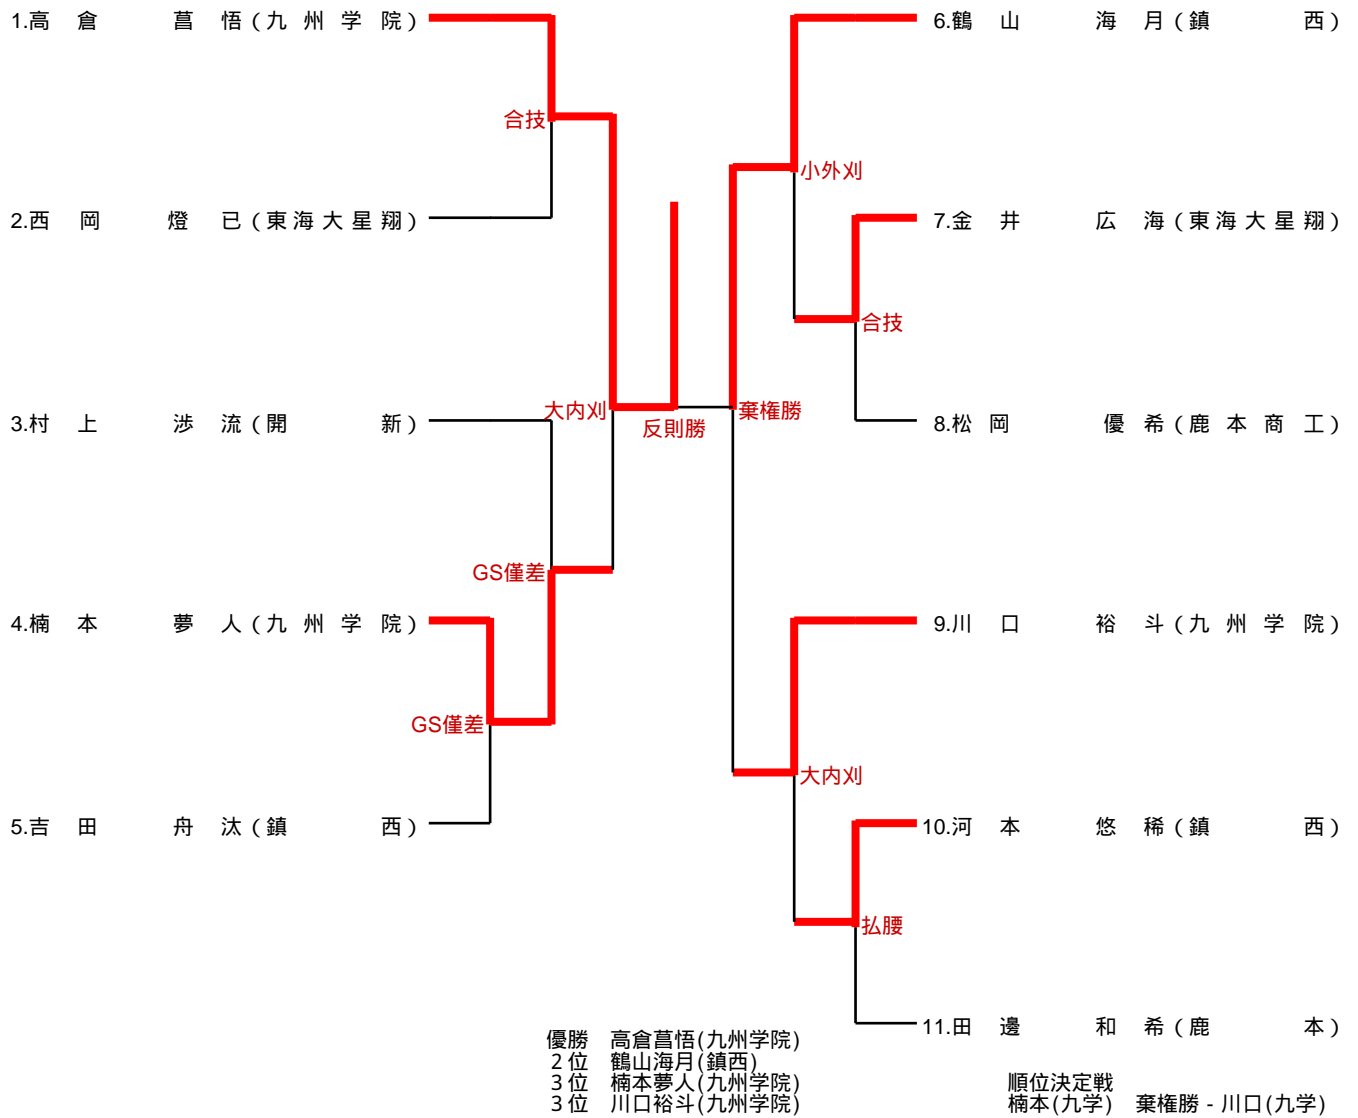 1.高倉 菖悟(九州学院)
6.鶴山 海月(鎮西)
合技
小外刈
2.西岡 燈已(東海大星翔)
7.金井 広海(東海大星翔)
合技
大内刈
棄権勝
反則勝
3.村上 渉流(開新)
8.松岡 優希(鹿本商工)
GS僅差
4.楠本 夢人(九州学院)
9.川口 裕斗(九州学院)
GS僅差
大内刈
5.吉田 舟汰(鎮西)
10.河本 悠稀(鎮西)
払腰
11.田邊 和希(鹿本)
優勝 高倉菖悟(九州学院)
2位 鶴山海月(鎮西)
3位 楠本夢人(九州学院)
3位 川口裕斗(九州学院)
順位決定戦
楠本(九学) 棄権勝 - 川口(九学)